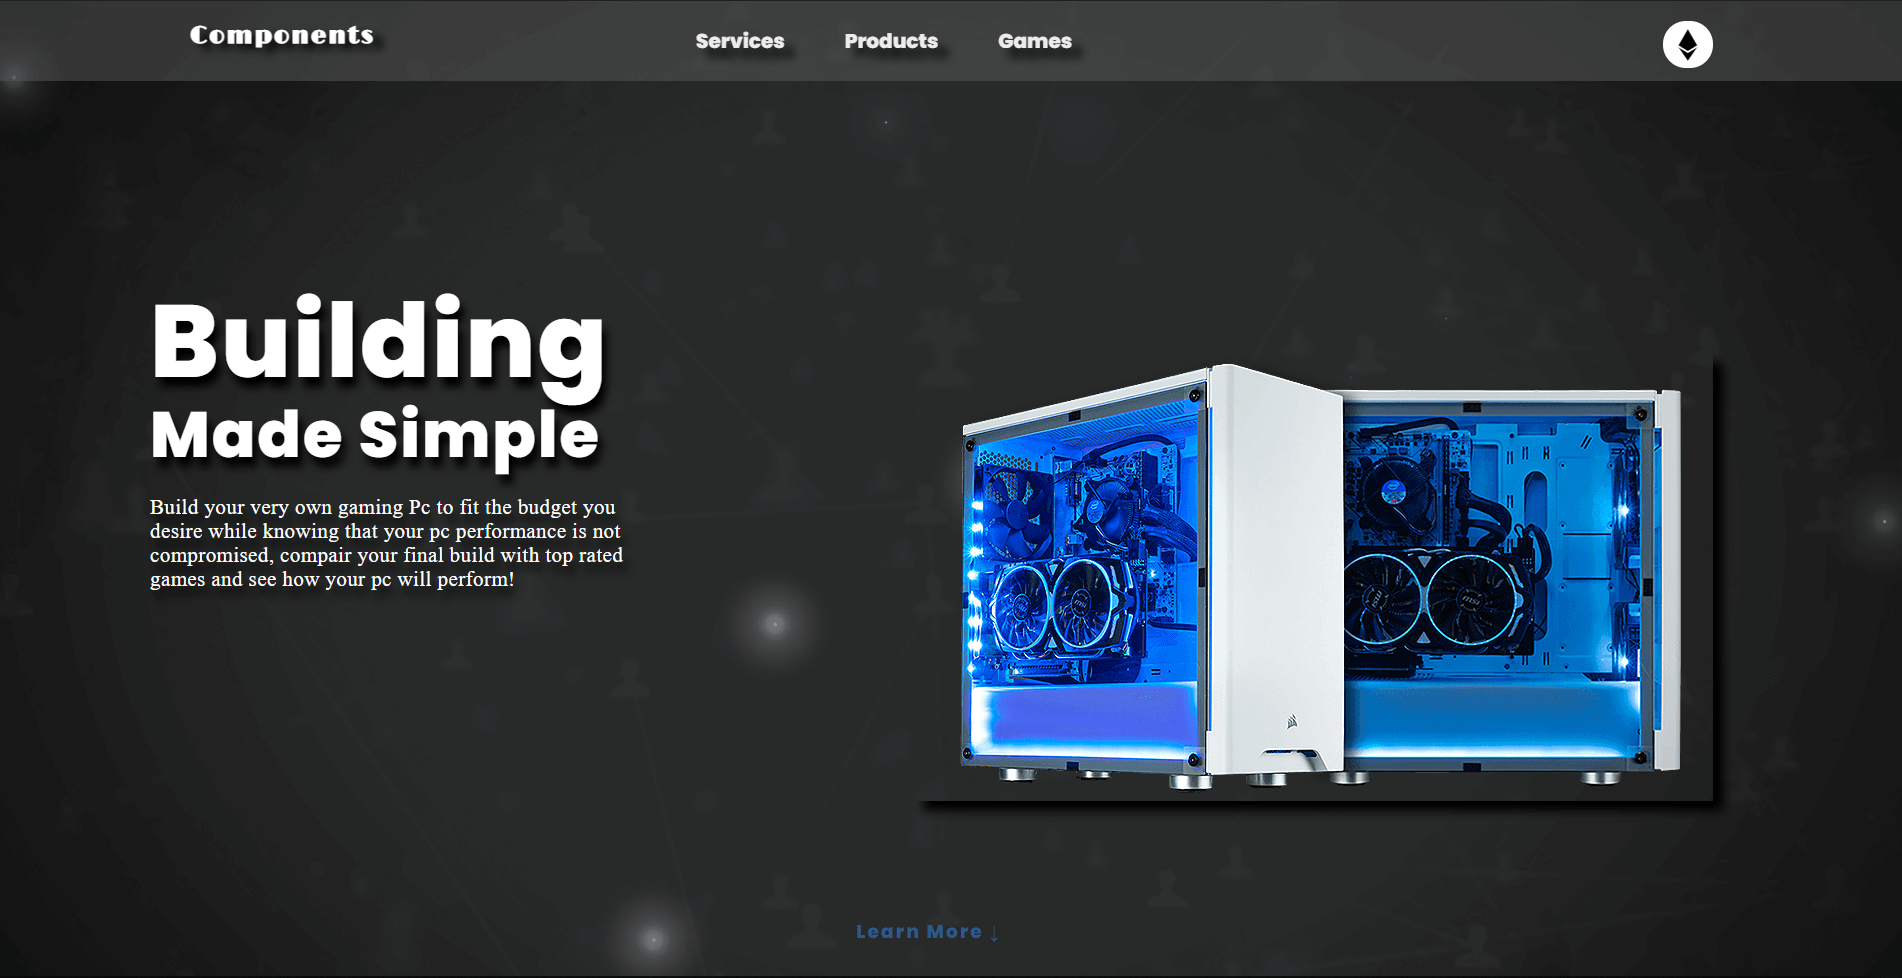 Components
Services
Products
Games
Building
Made Simple
Build your very own gaming Pc to fit the budget you
desire while knowing that your pc performance is not
compromised, compair your final build with top rated
games and see how your pc will perform!
Learn More ↓